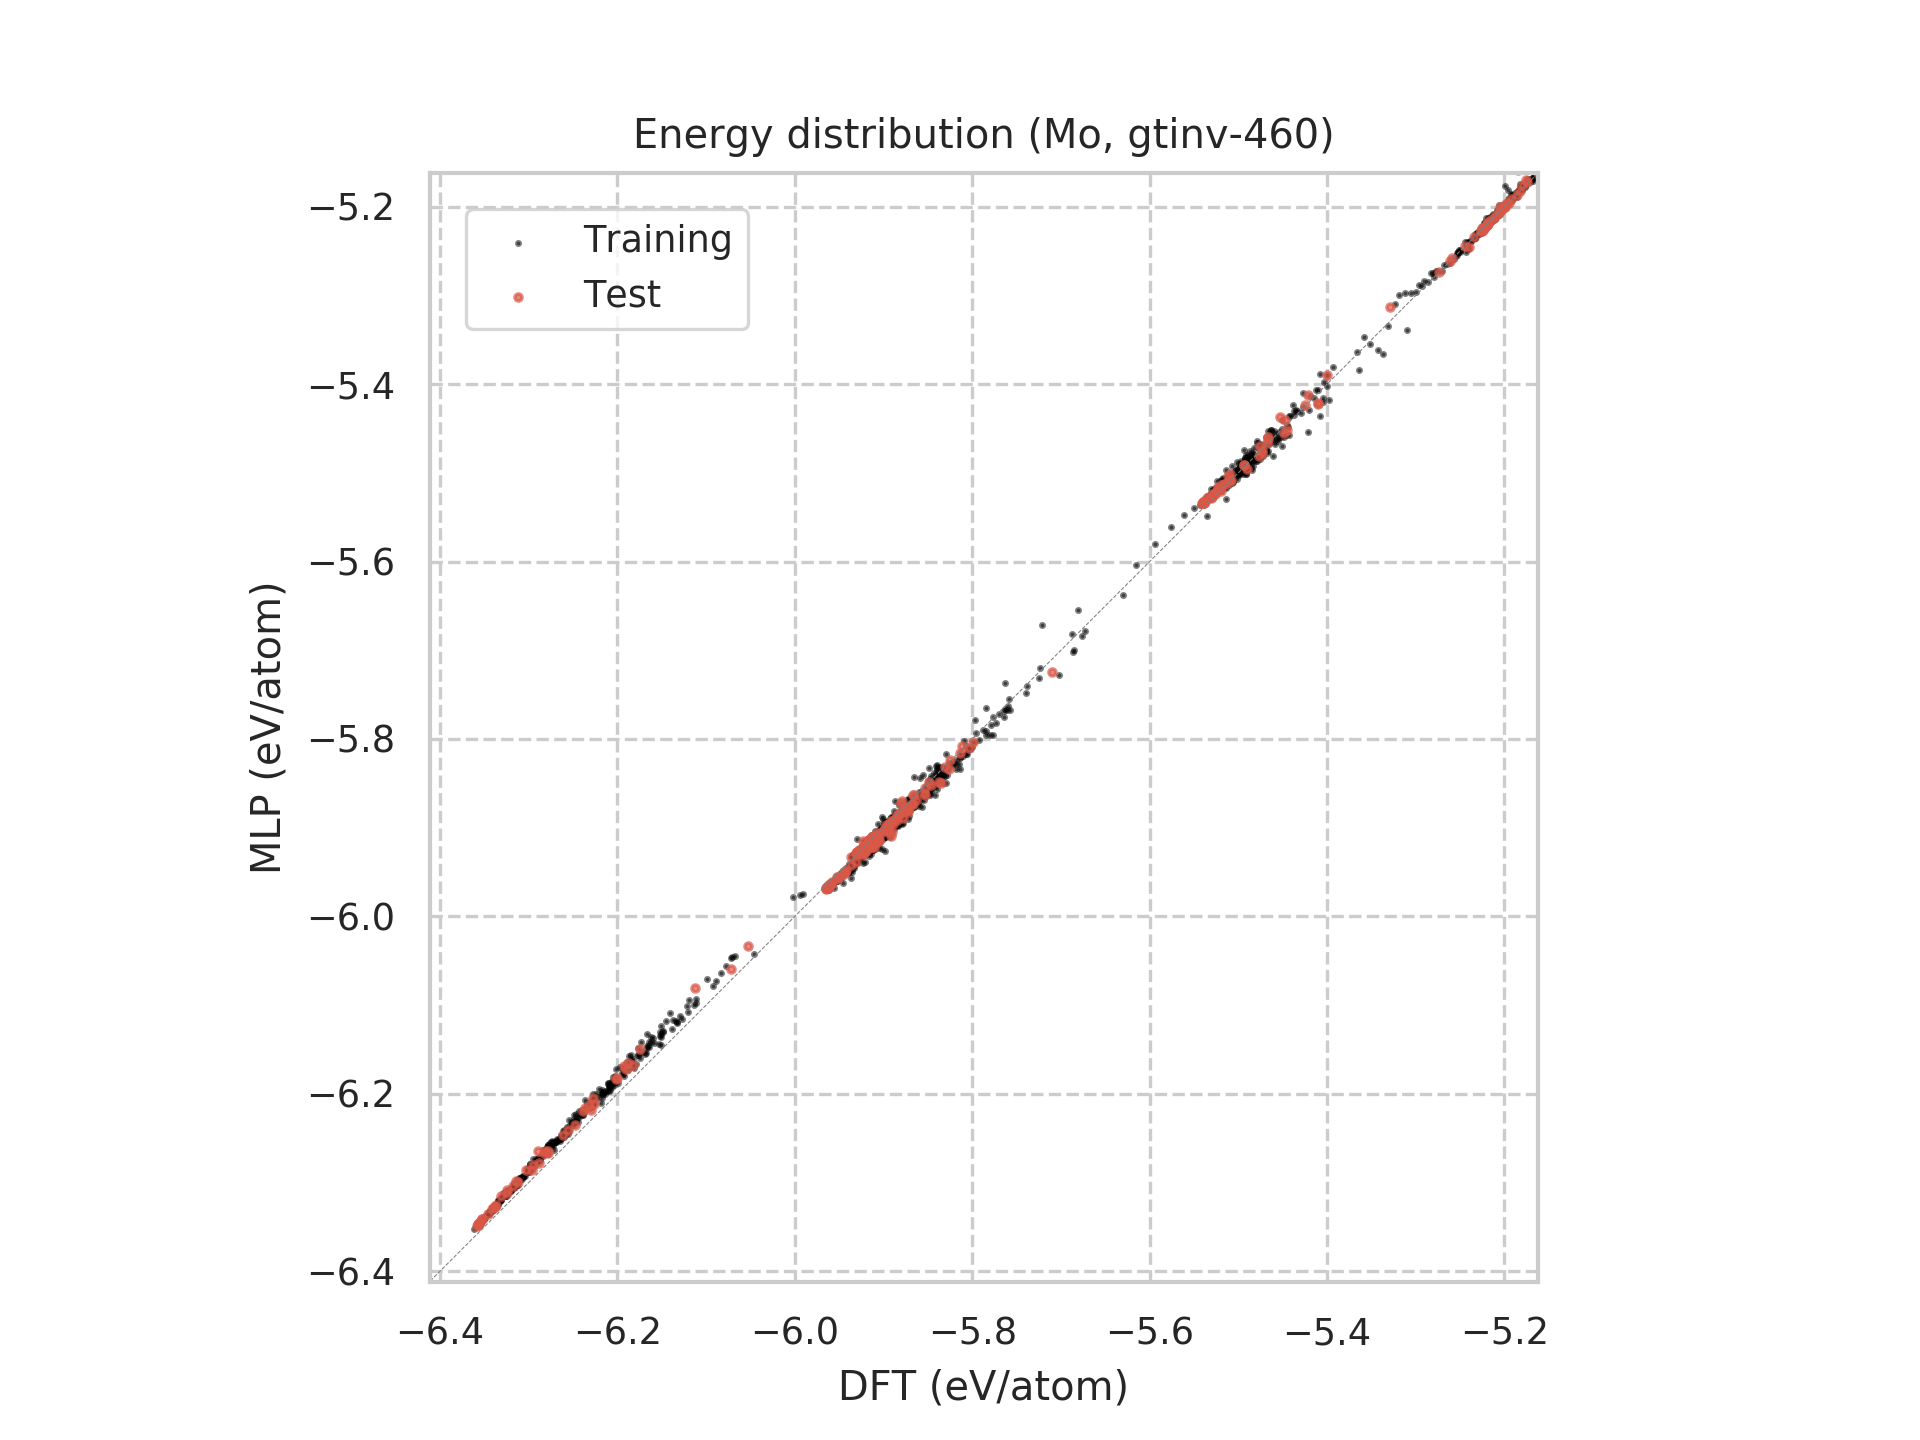 Energy distribution (Mo, gtinv-460)
Training
Test
MLP (eV/atom)
−5.2
−5.4
−5.6
−5.8
−6.0
−6.2
−6.4
−6.4 −6.2 −6.0 −5.8 −5.6 −5.4 −5.2
DFT (eV/atom)